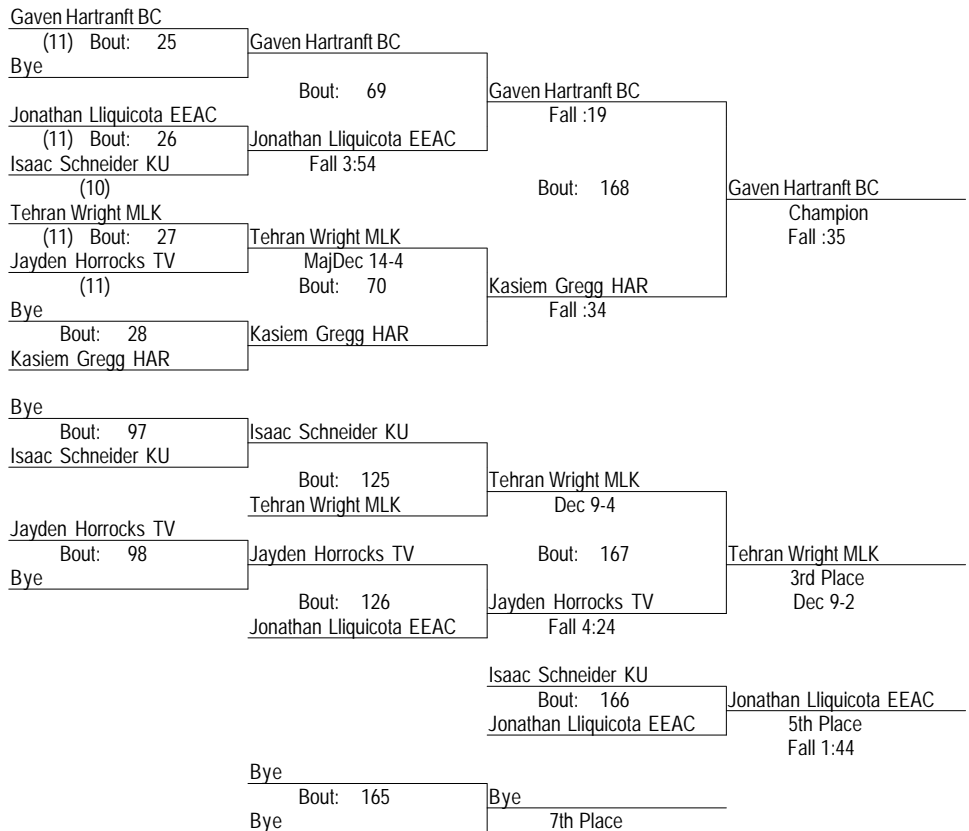 Gaven Hartranft BC
(11) Bout: 25 Gaven Hartranft BC
Bye
Bout: 69 Gaven Hartranft BC
Jonathan Lliquicota EEAC Fall :19
(11) Bout: 26 Jonathan Lliquicota EEAC
Isaac Schneider KU Fall 3:54
(10) Bout: 168 Gaven Hartranft BC
Tehran Wright MLK Champion
(11) Bout: 27 Tehran Wright MLK Fall :35
Jayden Horrocks TV MajDec 14-4
(11) Bout: 70 Kasiem Gregg HAR
Bye Fall :34
Bout: 28 Kasiem Gregg HAR
Kasiem Gregg HAR
Bye
Bout: 97 Isaac Schneider KU
Isaac Schneider KU
Bout: 125 Tehran Wright MLK
Tehran Wright MLK Dec 9-4
Jayden Horrocks TV
Bout: 98 Jayden Horrocks TV Bout: 167 Tehran Wright MLK
Bye 3rd Place
Bout: 126 Jayden Horrocks TV Dec 9-2
Jonathan Lliquicota EEAC Fall 4:24
Isaac Schneider KU
Bout: 166 Jonathan Lliquicota EEAC
Jonathan Lliquicota EEAC 5th Place
Fall 1:44
Bye
Bout: 165 Bye
Bye 7th Place